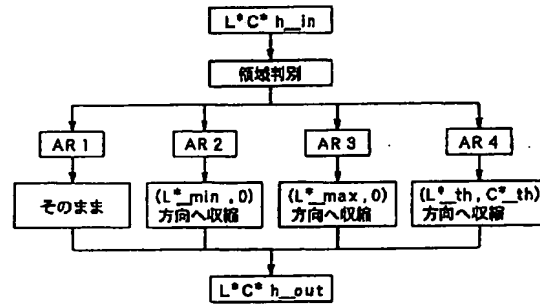 L*C* h_in
領域判別
AR 1
AR 2
AR 3
AR 4
そのまま
(L*_min , 0)
方向へ収縮
(L*_max , 0)
方向へ収縮
(L*_th , C*_th)
方向へ収縮
L*C* h_out